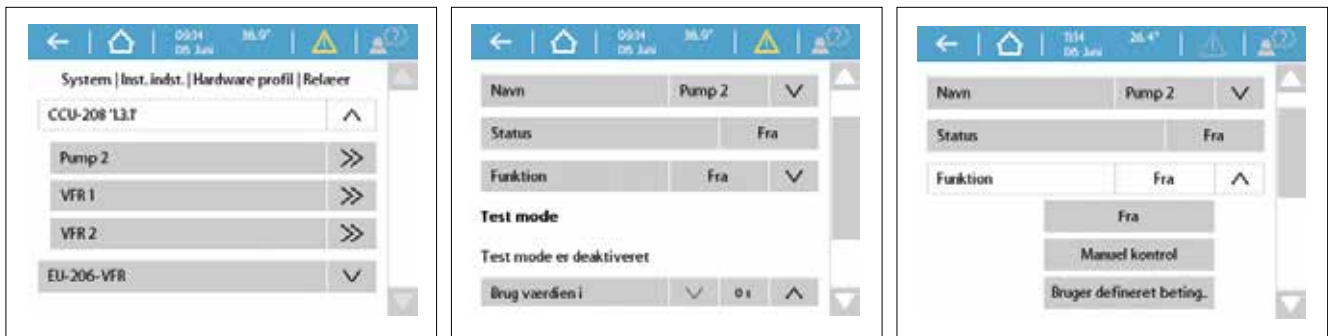 09:14
06 Juni
36.9°
System | Inst. indst. | Hardware profil | Relæer
CCU-208 '1.3.1'
Pump 2
VFR 1
VFR 2
EU-206-VFR
09:14
06 Juni
36.9°
Navn Pump 2
Status Fra
Funktion Fra
Test mode
Test mode er deaktiveret
Brug værdien i 0 s
11:14
06 Juni
26.4°
Navn Pump 2
Status Fra
Funktion Fra
Fra
Manuel kontrol
Bruger defineret beting..